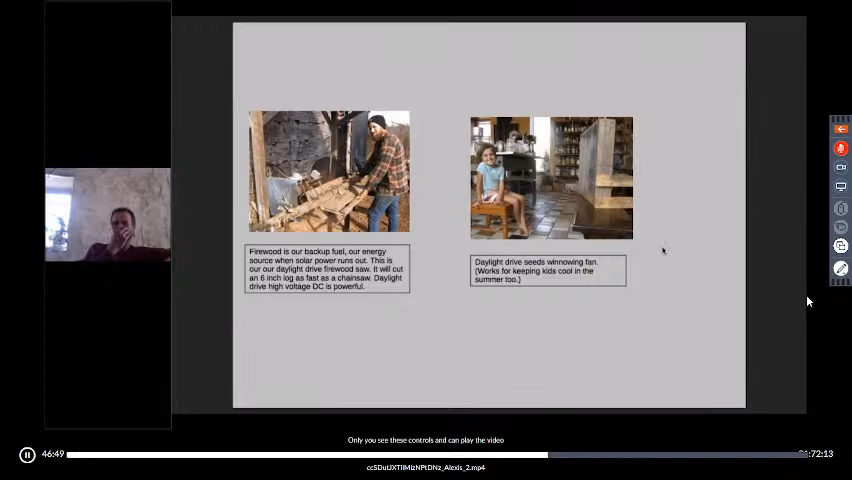 Firewood is our backup fuel, our energy
source when solar power runs out. This is
our our daylight drive firewood saw. It will cut
an 6 inch log as fast as a chainsaw. Daylight
drive high voltage DC is powerful.
Daylight drive seeds winnowing fan.
(Works for keeping kids cool in the
summer too.)
Only you see these controls and can play the video
46:49
72:13